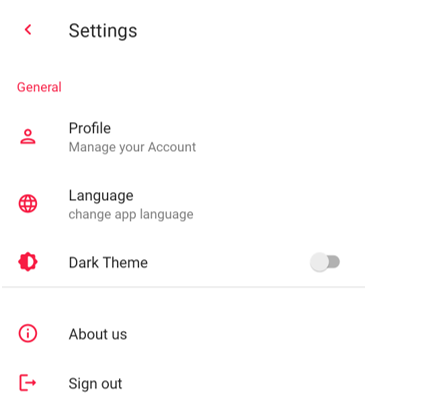 Settings
General
Profile
Manage your Account
Language
change app language
Dark Theme
About us
Sign out